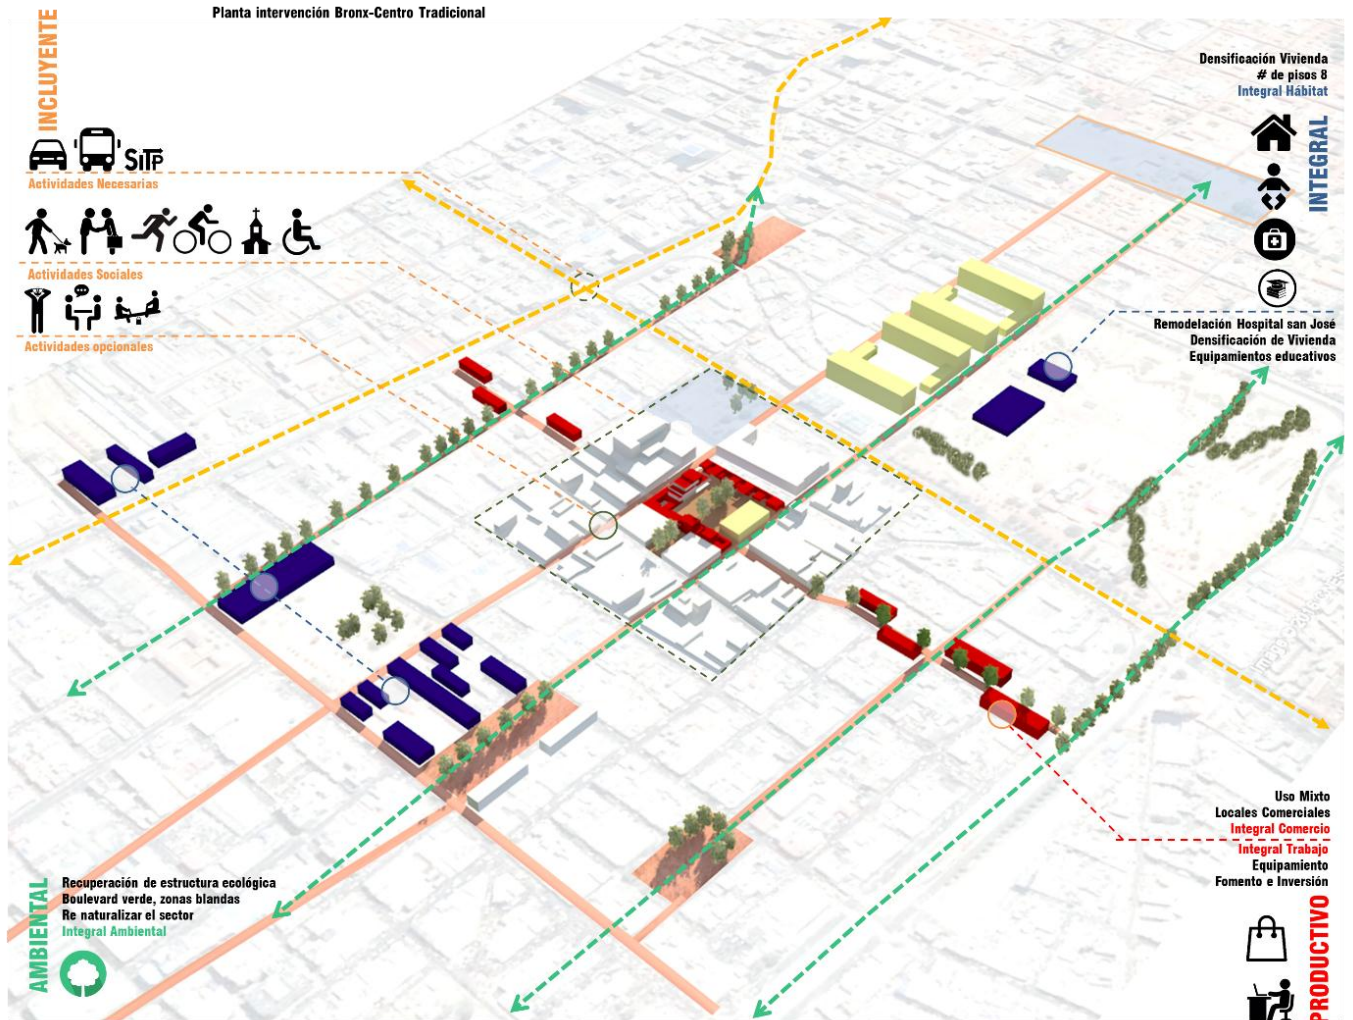 Planta intervención Bronx-Centro Tradicional
INCLUYENTE
SiTP
Actividades Necesarias
Actividades Sociales
Actividades opcionales
Densificación Vivienda
# de pisos 8
Integral Hábitat
INTEGRAL
Remodelación Hospital san José
Densificación de Vivienda
Equipamientos educativos
Uso Mixto
Locales Comerciales
Integral Comercio
Integral Trabajo
Equipamiento
Fomento e Inversión
PRODUCTIVO
AMBIENTAL
Recuperación de estructura ecológica
Boulevard verde, zonas blandas
Re naturalizar el sector
Integral Ambiental